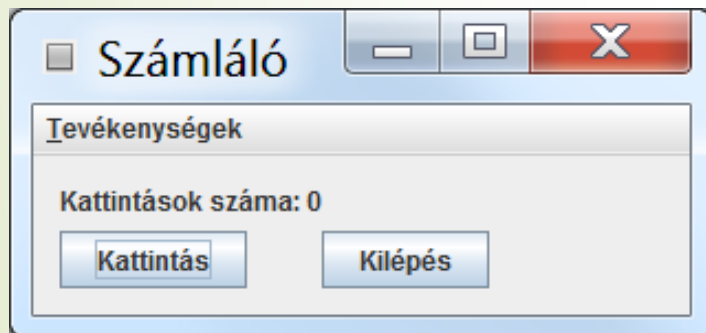 Számláló
Tevékenységek
Kattintások száma: 0
Kattintás Kilépés